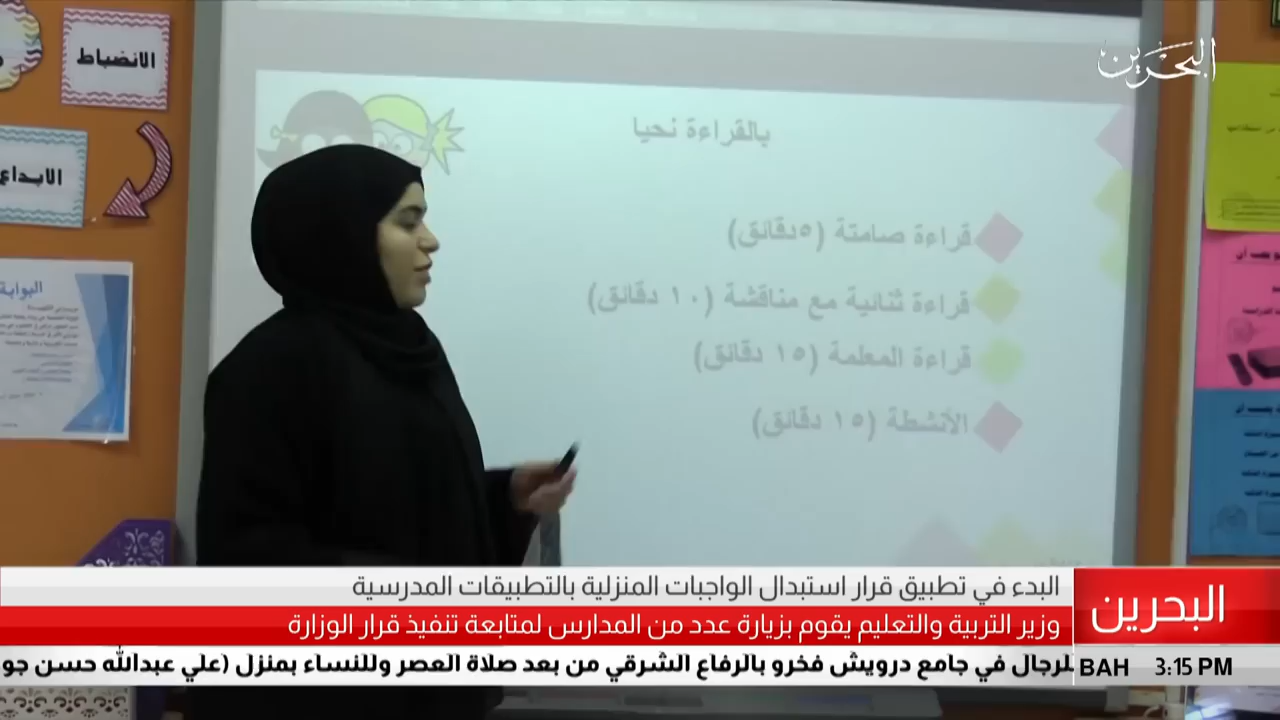 الانضباط
الابداع
البوابة
البحرين
بالقراءة نحيا
قراءة صامتة (٥دقائق)
قراءة ثنائية مع مناقشة (١٠ دقائق)
قراءة المعلمة (١٥ دقائق)
الأنشطة (١٥ دقائق)
البدء في تطبيق قرار استبدال الواجبات المنزلية بالتطبيقات المدرسية
وزير التربية والتعليم يقوم بزيارة عدد من المدارس لمتابعة تنفيذ قرار الوزارة
البحرين
للرجال في جامع درويش فخرو بالرفاع الشرقي من بعد صلاة العصر وللنساء بمنزل (علي عبدالله حسن جو
BAH 3:15 PM